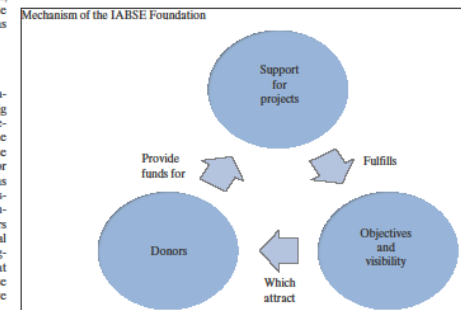 Mechanism of the IABSE Foundation
Support
for
projects
Provide
funds for
Fulfills
Donors
Objectives
and
visibility
Which
attract